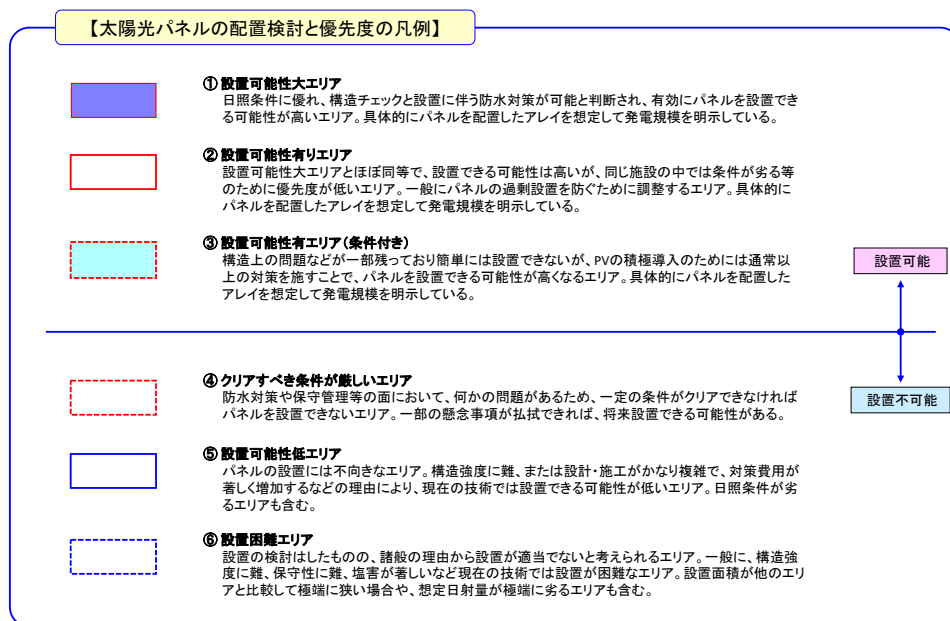 【太陽光パネルの配置検討と優先度の凡例】
① 設置可能性大エリア
日照条件に優れ、構造チェックと設置に伴う防水対策が可能と判断され、有効にパネルを設置でき
る可能性が高いエリア。具体的にパネルを配置したアレイを想定して発電規模を明示している。
② 設置可能性有りエリア
設置可能性大エリアとほぼ同等で、設置できる可能性は高いが、同じ施設の中では条件が劣る等
のために優先度が低いエリア。一般にパネルの過剰設置を防ぐために調整するエリア。具体的に
パネルを配置したアレイを想定して発電規模を明示している。
③ 設置可能性有エリア(条件付き)
構造上の問題などが一部残っており簡単には設置できないが、PVの積極導入のためには通常以
上の対策を施すことで、パネルを設置できる可能性が高くなるエリア。具体的にパネルを配置した
アレイを想定して発電規模を明示している。
設置可能
④ クリアすべき条件が厳しいエリア
防水対策や保守管理等の面において、何かの問題があるため、一定の条件がクリアできなければ
パネルを設置できないエリア。一部の懸念事項が払拭できれば、将来設置できる可能性がある。
設置不可能
⑤ 設置可能性低エリア
パネルの設置には不向きなエリア。構造強度に難、または設計・施工がかなり複雑で、対策費用が
著しく増加するなどの理由により、現在の技術では設置できる可能性が低いエリア。日照条件が劣
るエリアも含む。
⑥ 設置困難エリア
設置の検討はしたものの、諸般の理由から設置が適当でないと考えられるエリア。一般に、構造強
度に難、保守性に難、塩害が著しいなど現在の技術では設置が困難なエリア。設置面積が他のエリ
アと比較して極端に狭い場合や、想定日射量が極端に劣るエリアも含む。